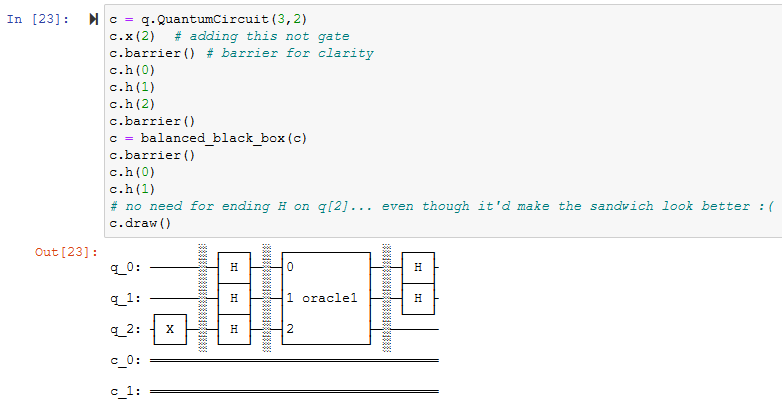 In [23]:
c = q.QuantumCircuit(3,2)
c.x(2)  # adding this not gate
c.barrier() # barrier for clarity
c.h(0)
c.h(1)
c.h(2)
c.barrier()
c = balanced_black_box(c)
c.barrier()
c.h(0)
c.h(1)
# no need for ending H on q[2]... even though it'd make the sandwich look better :(
c.draw()
Out[23]:
q_0: H 0 H
q_1: H 1 oracle1 H
q_2: X H 2
c_0:
c_1: